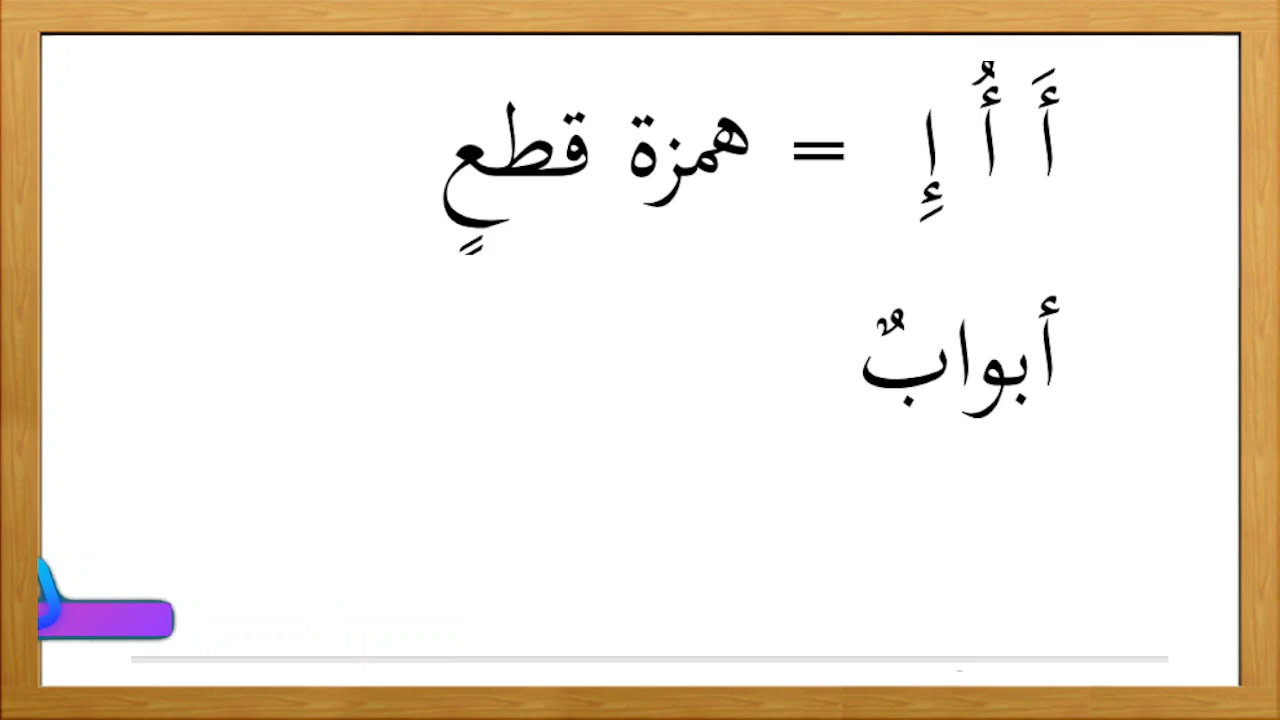 أَ أُ إِ = همزة قطعٍ
أبوابٌ